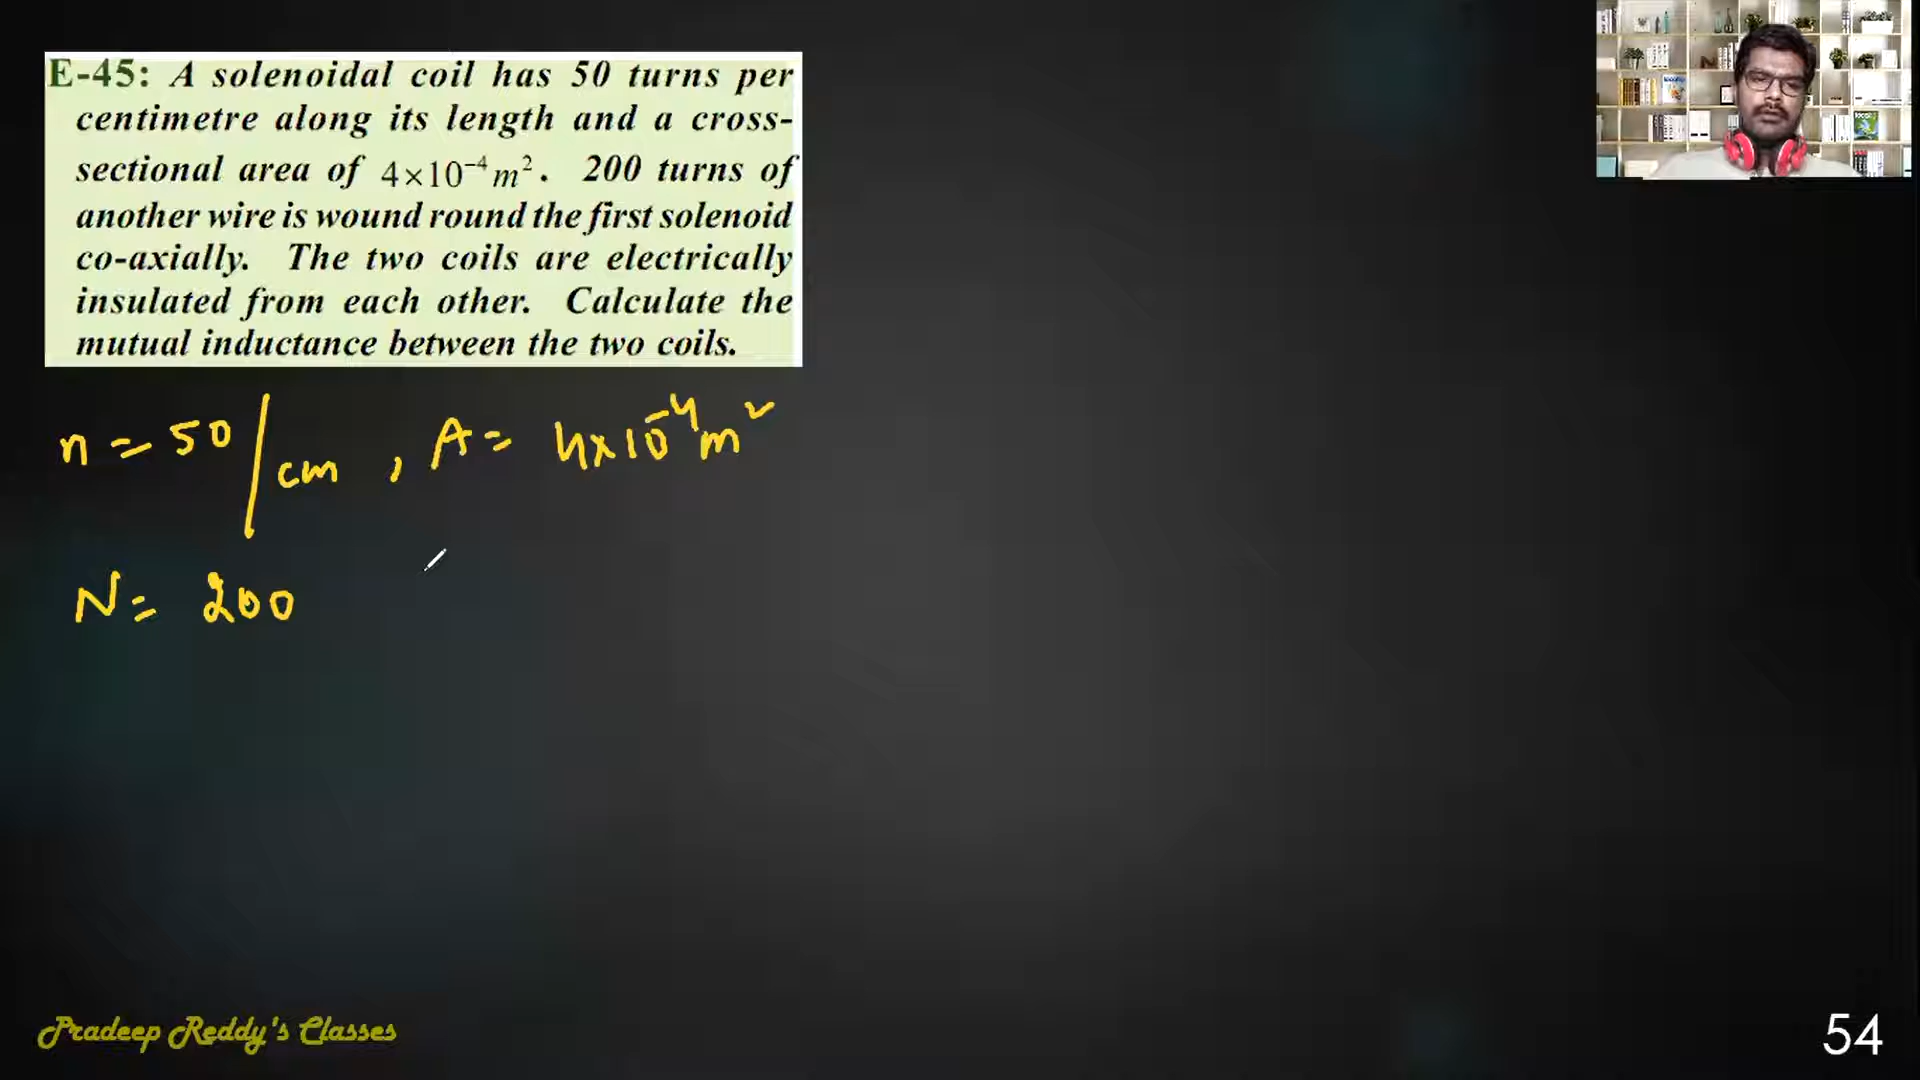 E-45: A solenoidal coil has 50 turns per
centimetre along its length and a cross-
sectional area of 4×10⁻⁴ m². 200 turns of
another wire is wound round the first solenoid
co-axially. The two coils are electrically
insulated from each other. Calculate the
mutual inductance between the two coils.
n = 50/cm , A = 4×10⁻⁴ m²
N = 200
Pradeep Reddy's Classes
54